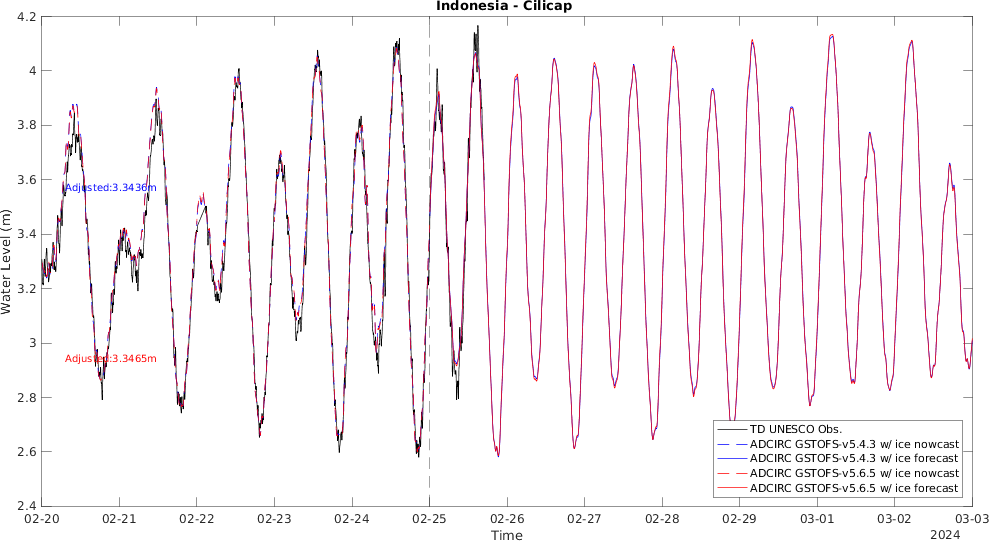 Indonesia - Cilicap
4.2
4
3.8
3.6
3.4
3.2
3
2.8
2.6
2.4
Water Level (m)
Adjusted:3.3436m
Adjusted:3.3465m
TD UNESCO Obs.
ADCIRC GSTOFS-v5.4.3 w/ ice nowcast
ADCIRC GSTOFS-v5.4.3 w/ ice forecast
ADCIRC GSTOFS-v5.6.5 w/ ice nowcast
ADCIRC GSTOFS-v5.6.5 w/ ice forecast
02-20 02-21 02-22 02-23 02-24 02-25 02-26 02-27 02-28 02-29 03-01 03-02 03-03
Time
2024